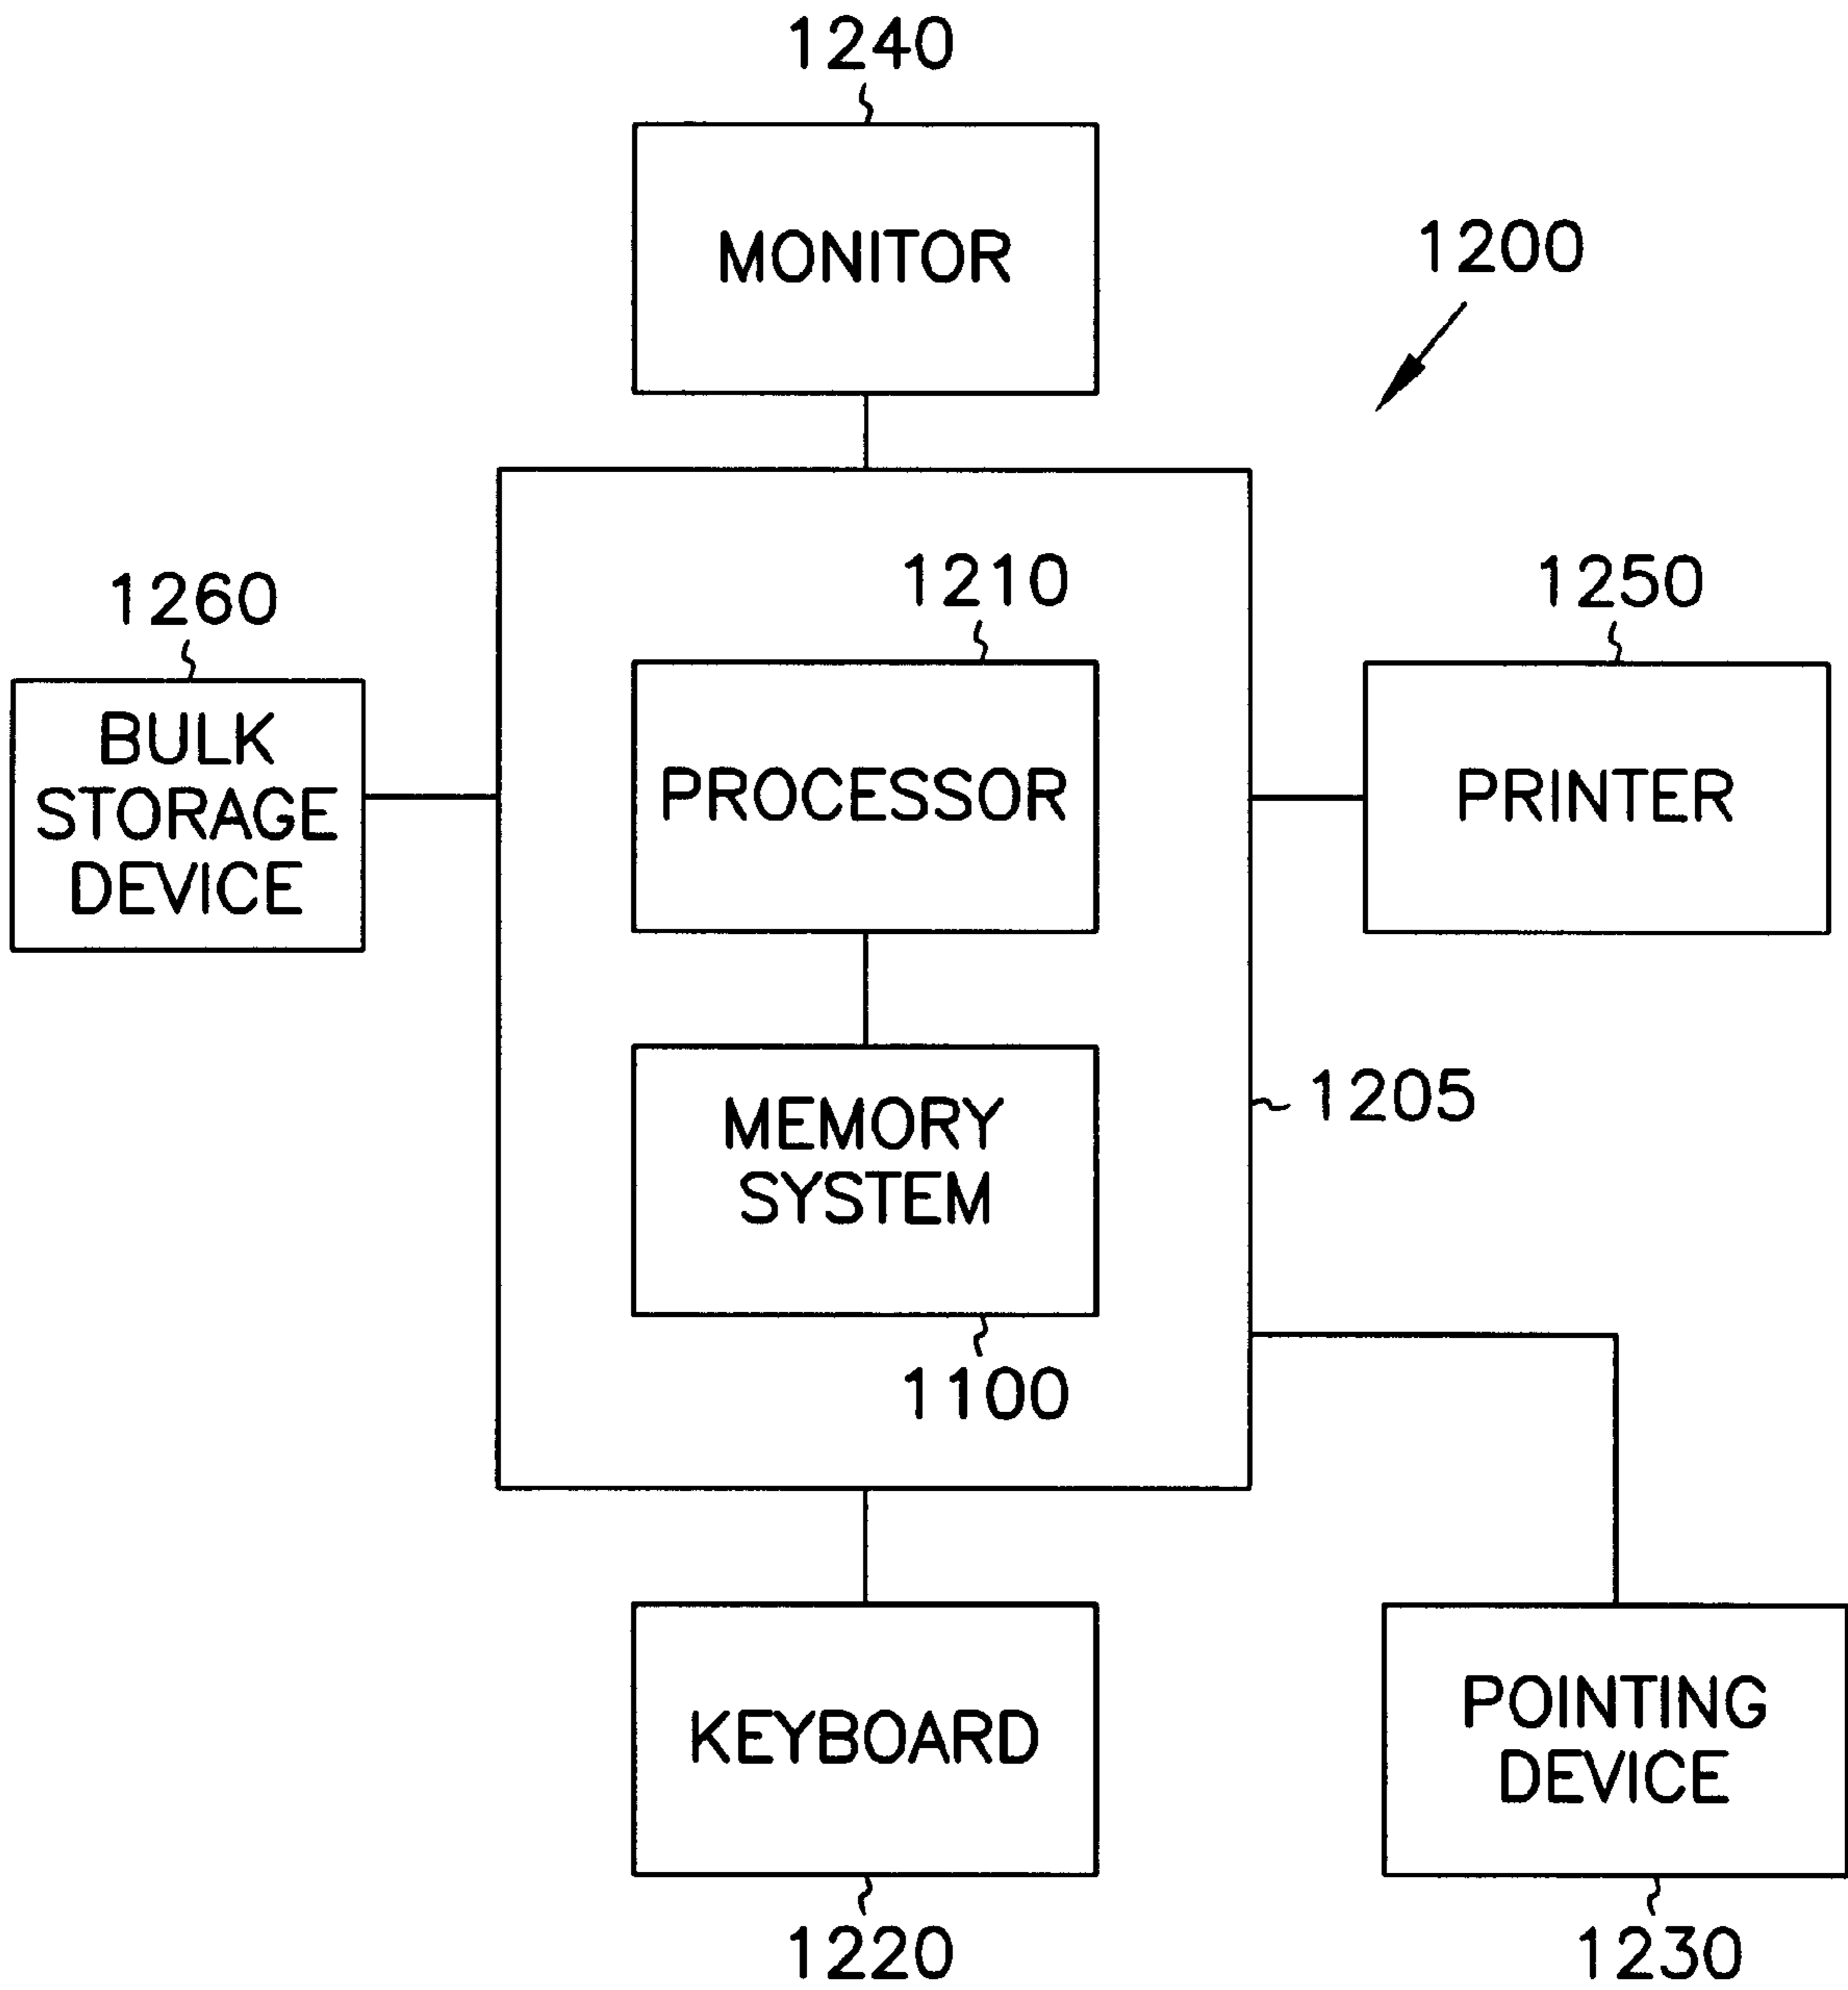 1240
MONITOR
1200
1260
BULK
STORAGE
DEVICE
1210
PROCESSOR
1250
PRINTER
MEMORY
SYSTEM
1205
1100
KEYBOARD
1220
POINTING
DEVICE
1230